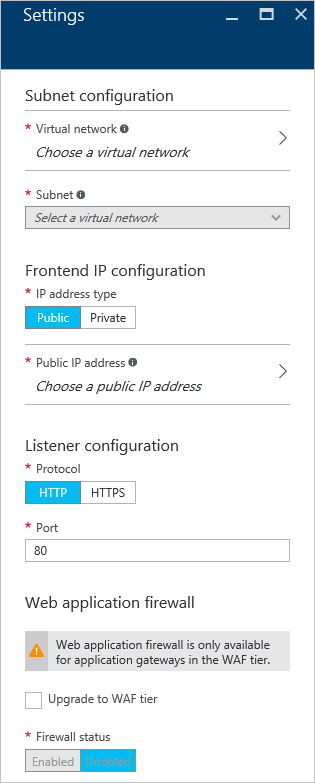 Settings
Subnet configuration
* Virtual network
Choose a virtual network
* Subnet
Select a virtual network
Frontend IP configuration
* IP address type
Public Private
* Public IP address
Choose a public IP address
Listener configuration
* Protocol
HTTP HTTPS
* Port
80
Web application firewall
Web application firewall is only available
for application gateways in the WAF tier.
Upgrade to WAF tier
* Firewall status
Enabled Disabled